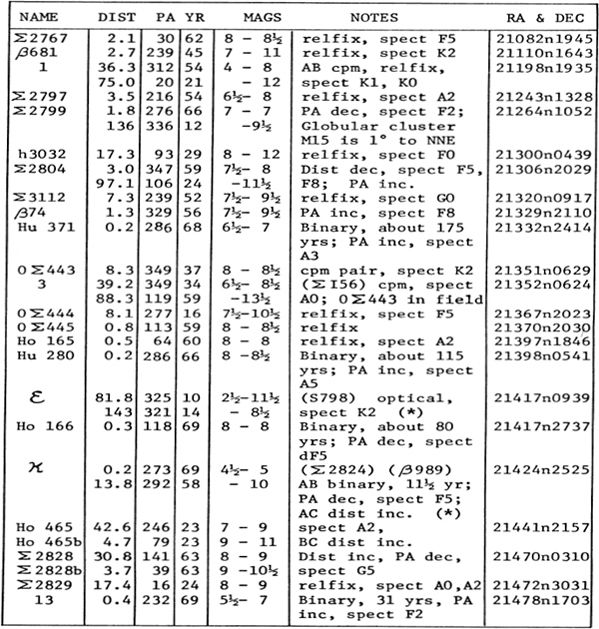 NAME DIST PA YR MAGS NOTES RA & DEC
Σ2767 2.1 30 62 8 - 8½ relfix, spect F5 21082n1945
β681 2.7 239 45 7 - 11 relfix, spect K2 21110n1643
1 36.3 312 54 4 - 8 AB cpm, relfix, 21198n1935
75.0 20 21 - 12 spect K1, K0
Σ2797 3.5 216 54 6½- 8 relfix, spect A2 21243n1328
Σ2799 1.8 276 66 7 - 7 PA dec, spect F2; 21264n1052
136 336 12 -9½ Globular cluster
M15 is 1° to NNE
h3032 17.3 93 29 8 - 12 relfix, spect F0 21300n0439
Σ2804 3.0 347 59 7½- 8 Dist dec, spect F5, 21306n2029
97.1 106 24 -11½ F8; PA inc.
Σ3112 7.3 239 52 7½- 9½ relfix, spect G0 21320n0917
β74 1.3 329 56 7½- 9½ PA inc, spect F8 21329n2110
Hu 371 0.2 286 68 6½- 7 Binary, about 175 21332n2414
yrs; PA inc, spect
A3
0Σ443 8.3 349 37 8 - 8½ cpm pair, spect K2 21351n0629
3 39.2 349 34 6½- 8½ (ΣI56) cpm, spect 21352n0624
88.3 119 59 -13½ A0; 0Σ443 in field
0Σ444 8.1 277 16 7½-10½ relfix, spect F5 21367n2023
0Σ445 0.8 113 59 8 - 8½ relfix 21370n2030
Ho 165 0.5 64 60 8 - 8 relfix, spect A2 21397n1846
Hu 280 0.2 286 66 8 -8½ Binary, about 115 21398n0541
yrs; PA inc, spect
A5
ε 81.8 325 10 2½-11½ (S798) optical, 21417n0939
143 321 14 - 8½ spect K2 (*)
Ho 166 0.3 118 69 8 - 8 Binary, about 80 21417n2737
yrs; PA dec, spect
dF5
ϰ 0.2 273 69 4½- 5 (Σ2824) (β989) 21424n2525
13.8 292 58 - 10 AB binary, 11½ yr;
PA dec, spect F5;
AC dist inc. (*)
Ho 465 42.6 246 23 7 - 9 spect A2, 21441n2157
Ho 465b 4.7 79 23 9 - 11 BC dist inc.
Σ2828 30.8 141 63 8 - 9 Dist inc, PA dec, 21470n0310
Σ2828b 3.7 39 63 9 -10½ spect G5
Σ2829 17.4 16 24 8 - 9 relfix, spect A0,A2 21472n3031
13 0.4 232 69 5½- 7 Binary, 31 yrs, PA 21478n1703
inc, spect F2